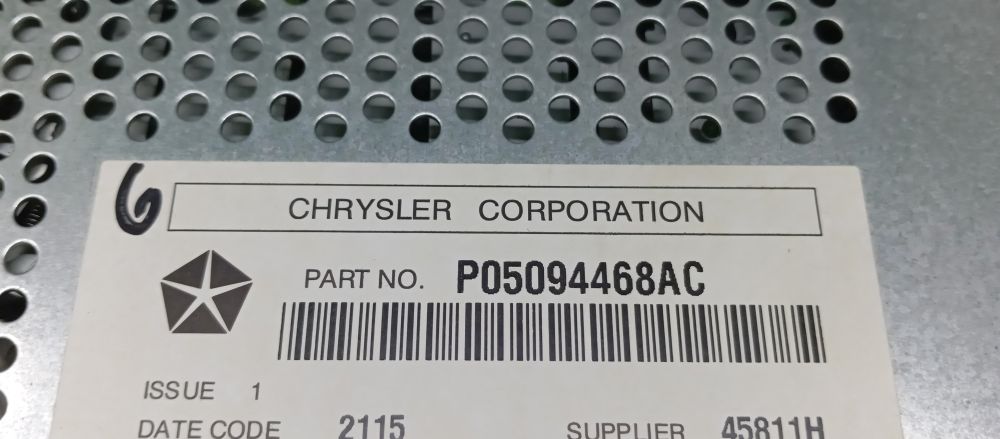 6
CHRYSLER CORPORATION
PART NO. P05094468AC
ISSUE 1
DATE CODE 2115 SUPPLIER 45811H